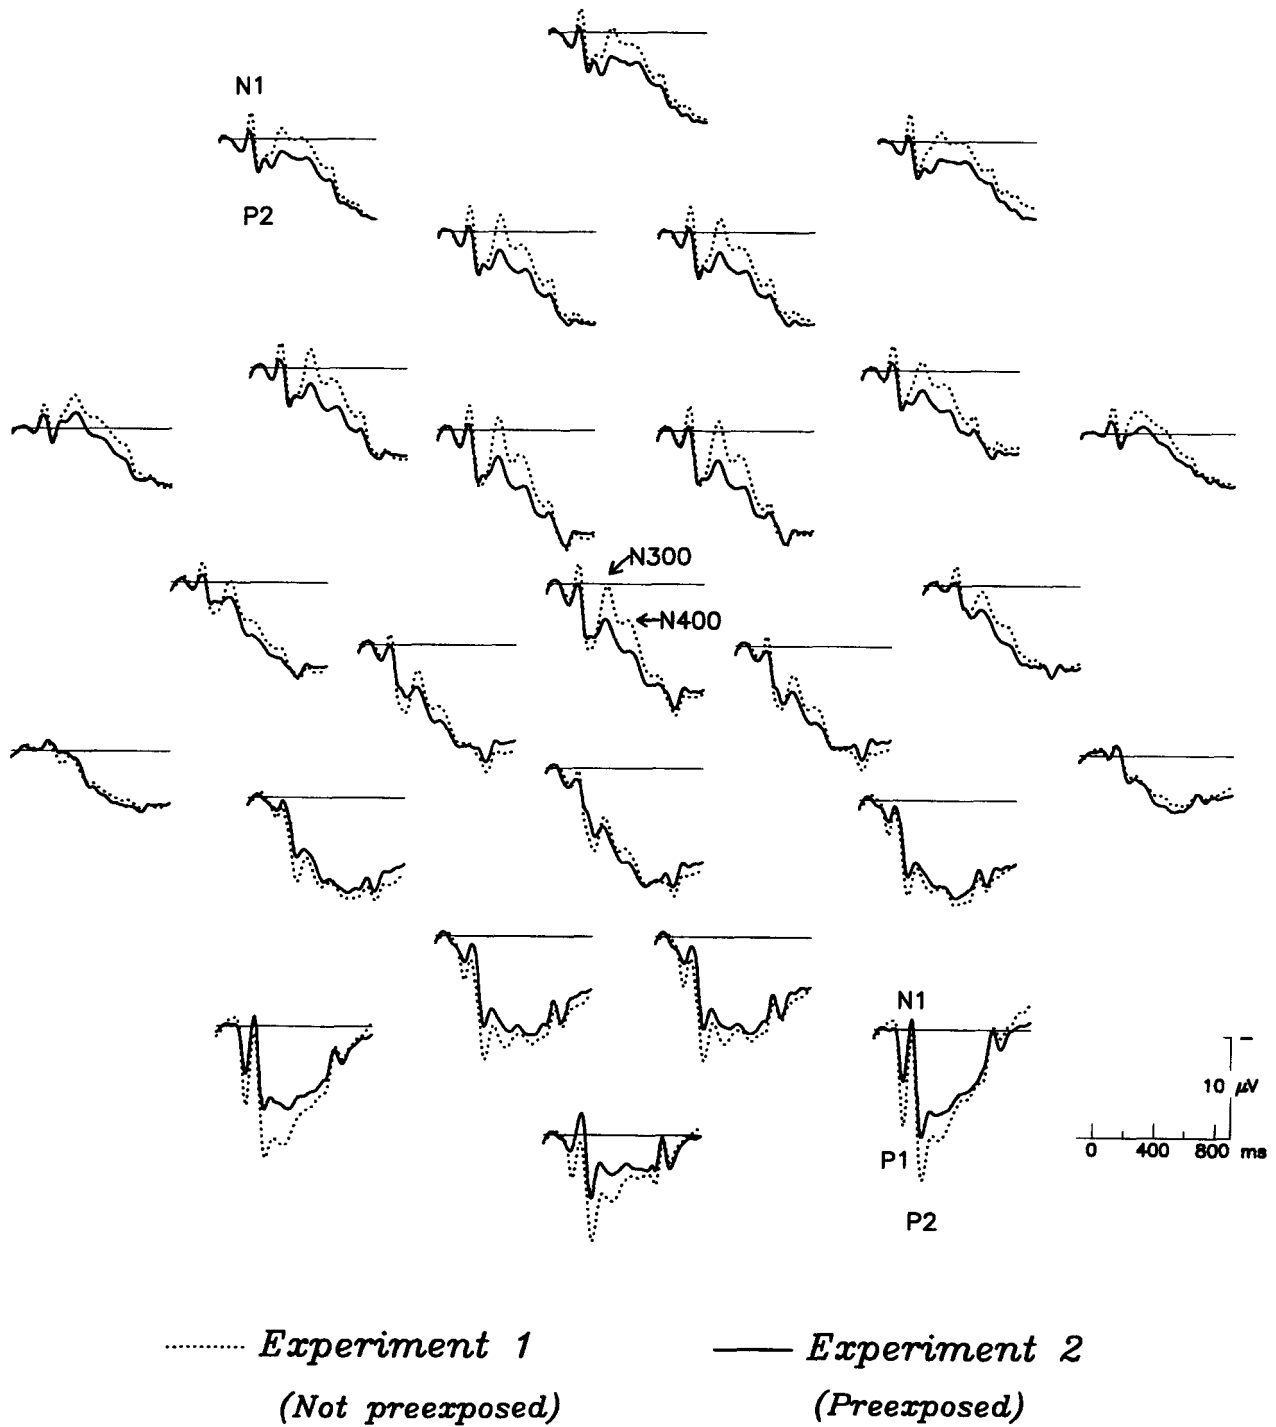 N1
P2
N300
N400
N1
P1
P2
10 μV
0 400 800 ms
Experiment 1
(Not preexposed)
Experiment 2
(Preexposed)